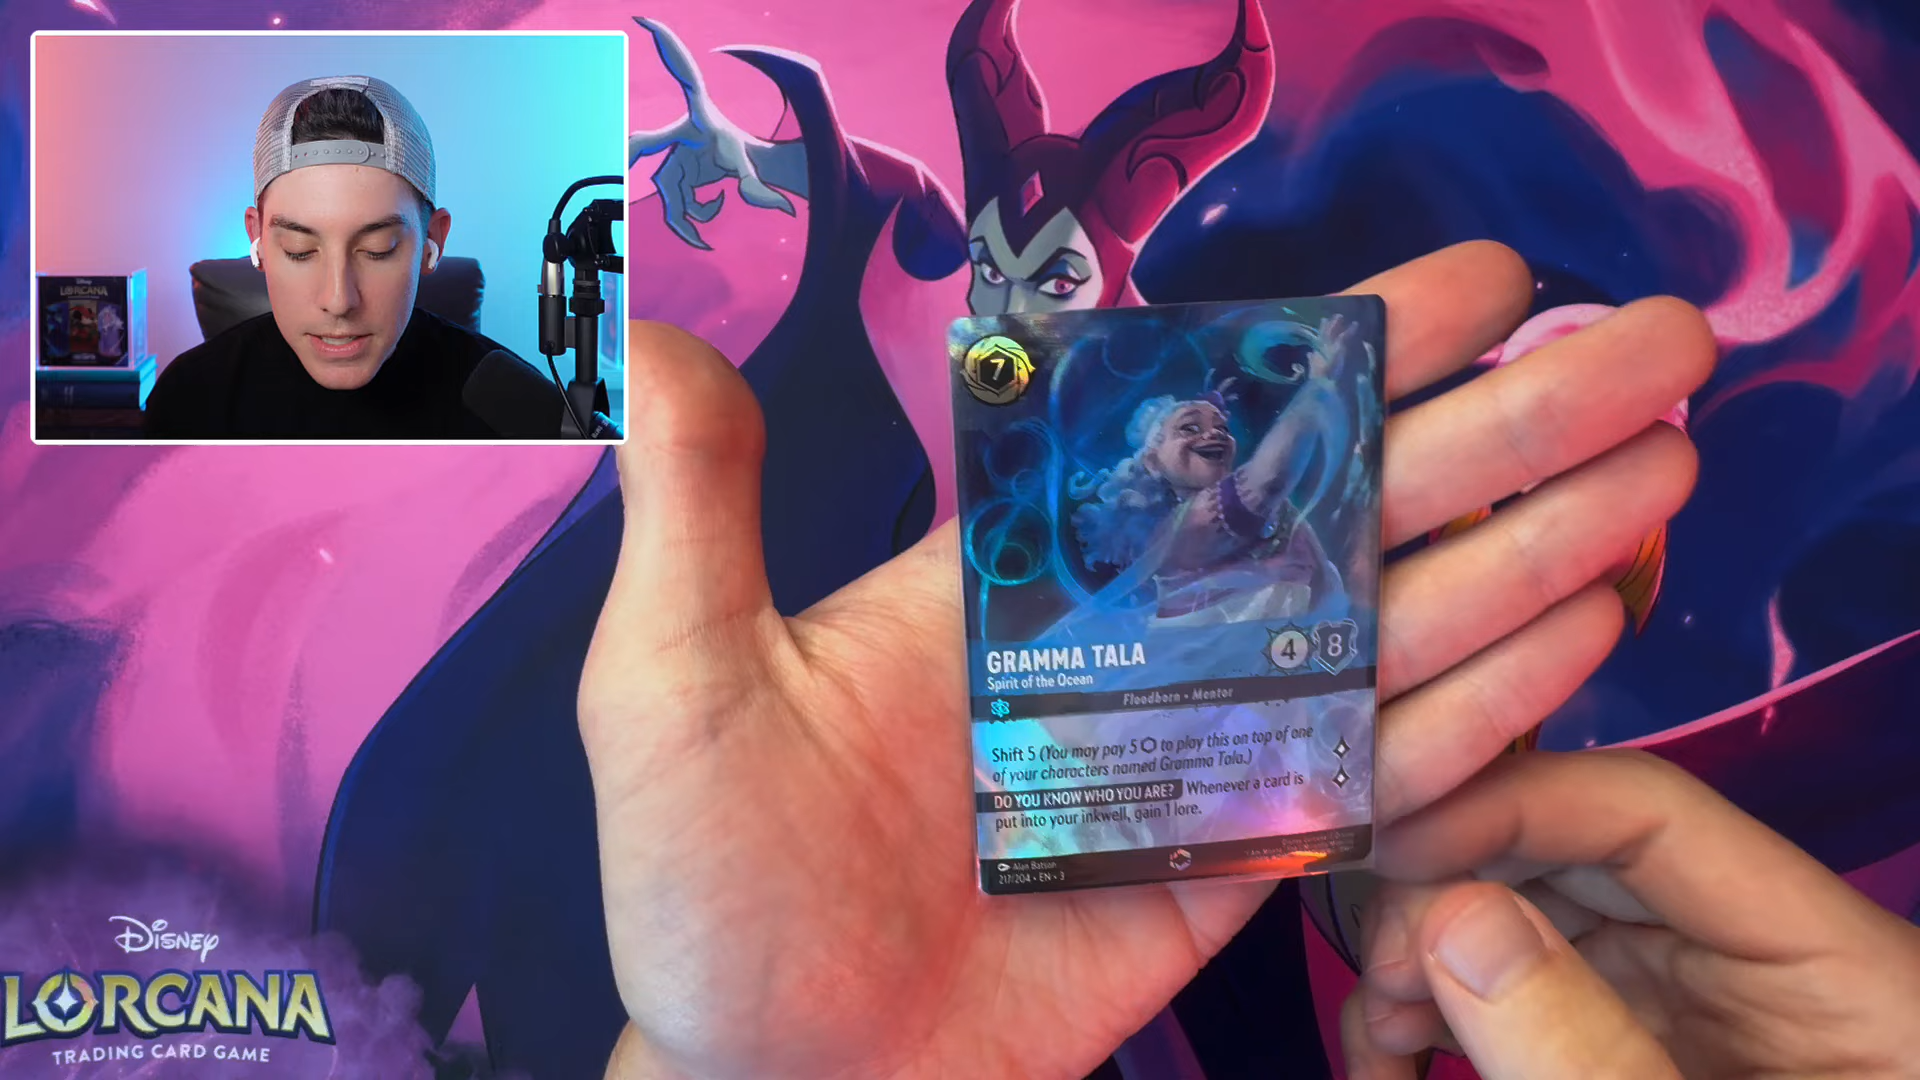 Disney
LORCANA
7
GRAMMA TALA
4 8
Spirit of the Ocean
Floodborn • Mentor
Shift 5 (You may pay 5 to play this on top of one
of your characters named Gramma Tala.)
DO YOU KNOW WHO YOU ARE? Whenever a card is
put into your inkwell, gain 1 lore.
Alan Batson
217/204 • EN • 3
Disney
LORCANA
TRADING CARD GAME